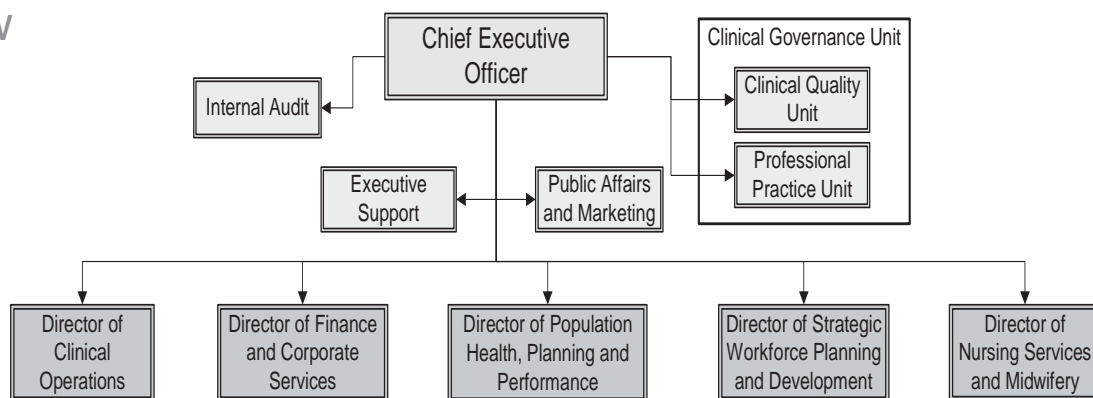 W
Chief Executive
Officer
Clinical Governance Unit
Internal Audit
Clinical Quality
Unit
Executive
Support
Public Affairs
and Marketing
Professional
Practice Unit
Director of
Clinical
Operations
Director of Finance
and Corporate
Services
Director of Population
Health, Planning and
Performance
Director of Strategic
Workforce Planning
and Development
Director of
Nursing Services
and Midwifery